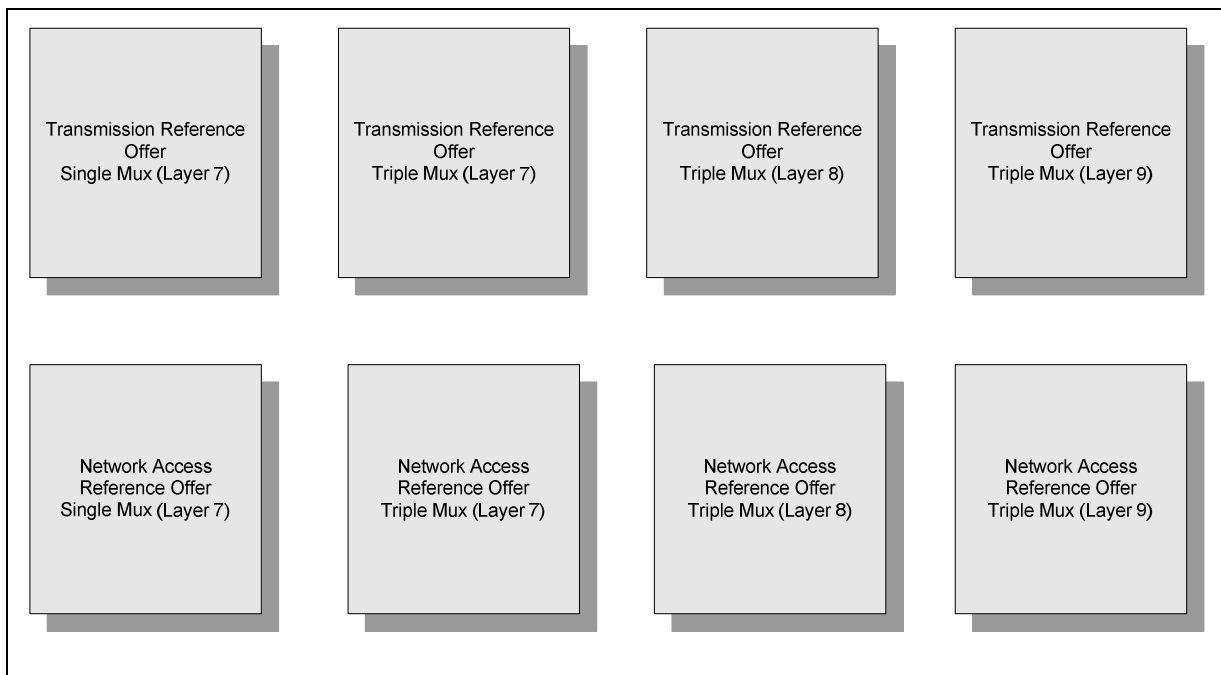 Transmission Reference
Offer
Single Mux (Layer 7)
Transmission Reference
Offer
Triple Mux (Layer 7)
Transmission Reference
Offer
Triple Mux (Layer 8)
Transmission Reference
Offer
Triple Mux (Layer 9)
Network Access
Reference Offer
Single Mux (Layer 7)
Network Access
Reference Offer
Triple Mux (Layer 7)
Network Access
Reference Offer
Triple Mux (Layer 8)
Network Access
Reference Offer
Triple Mux (Layer 9)